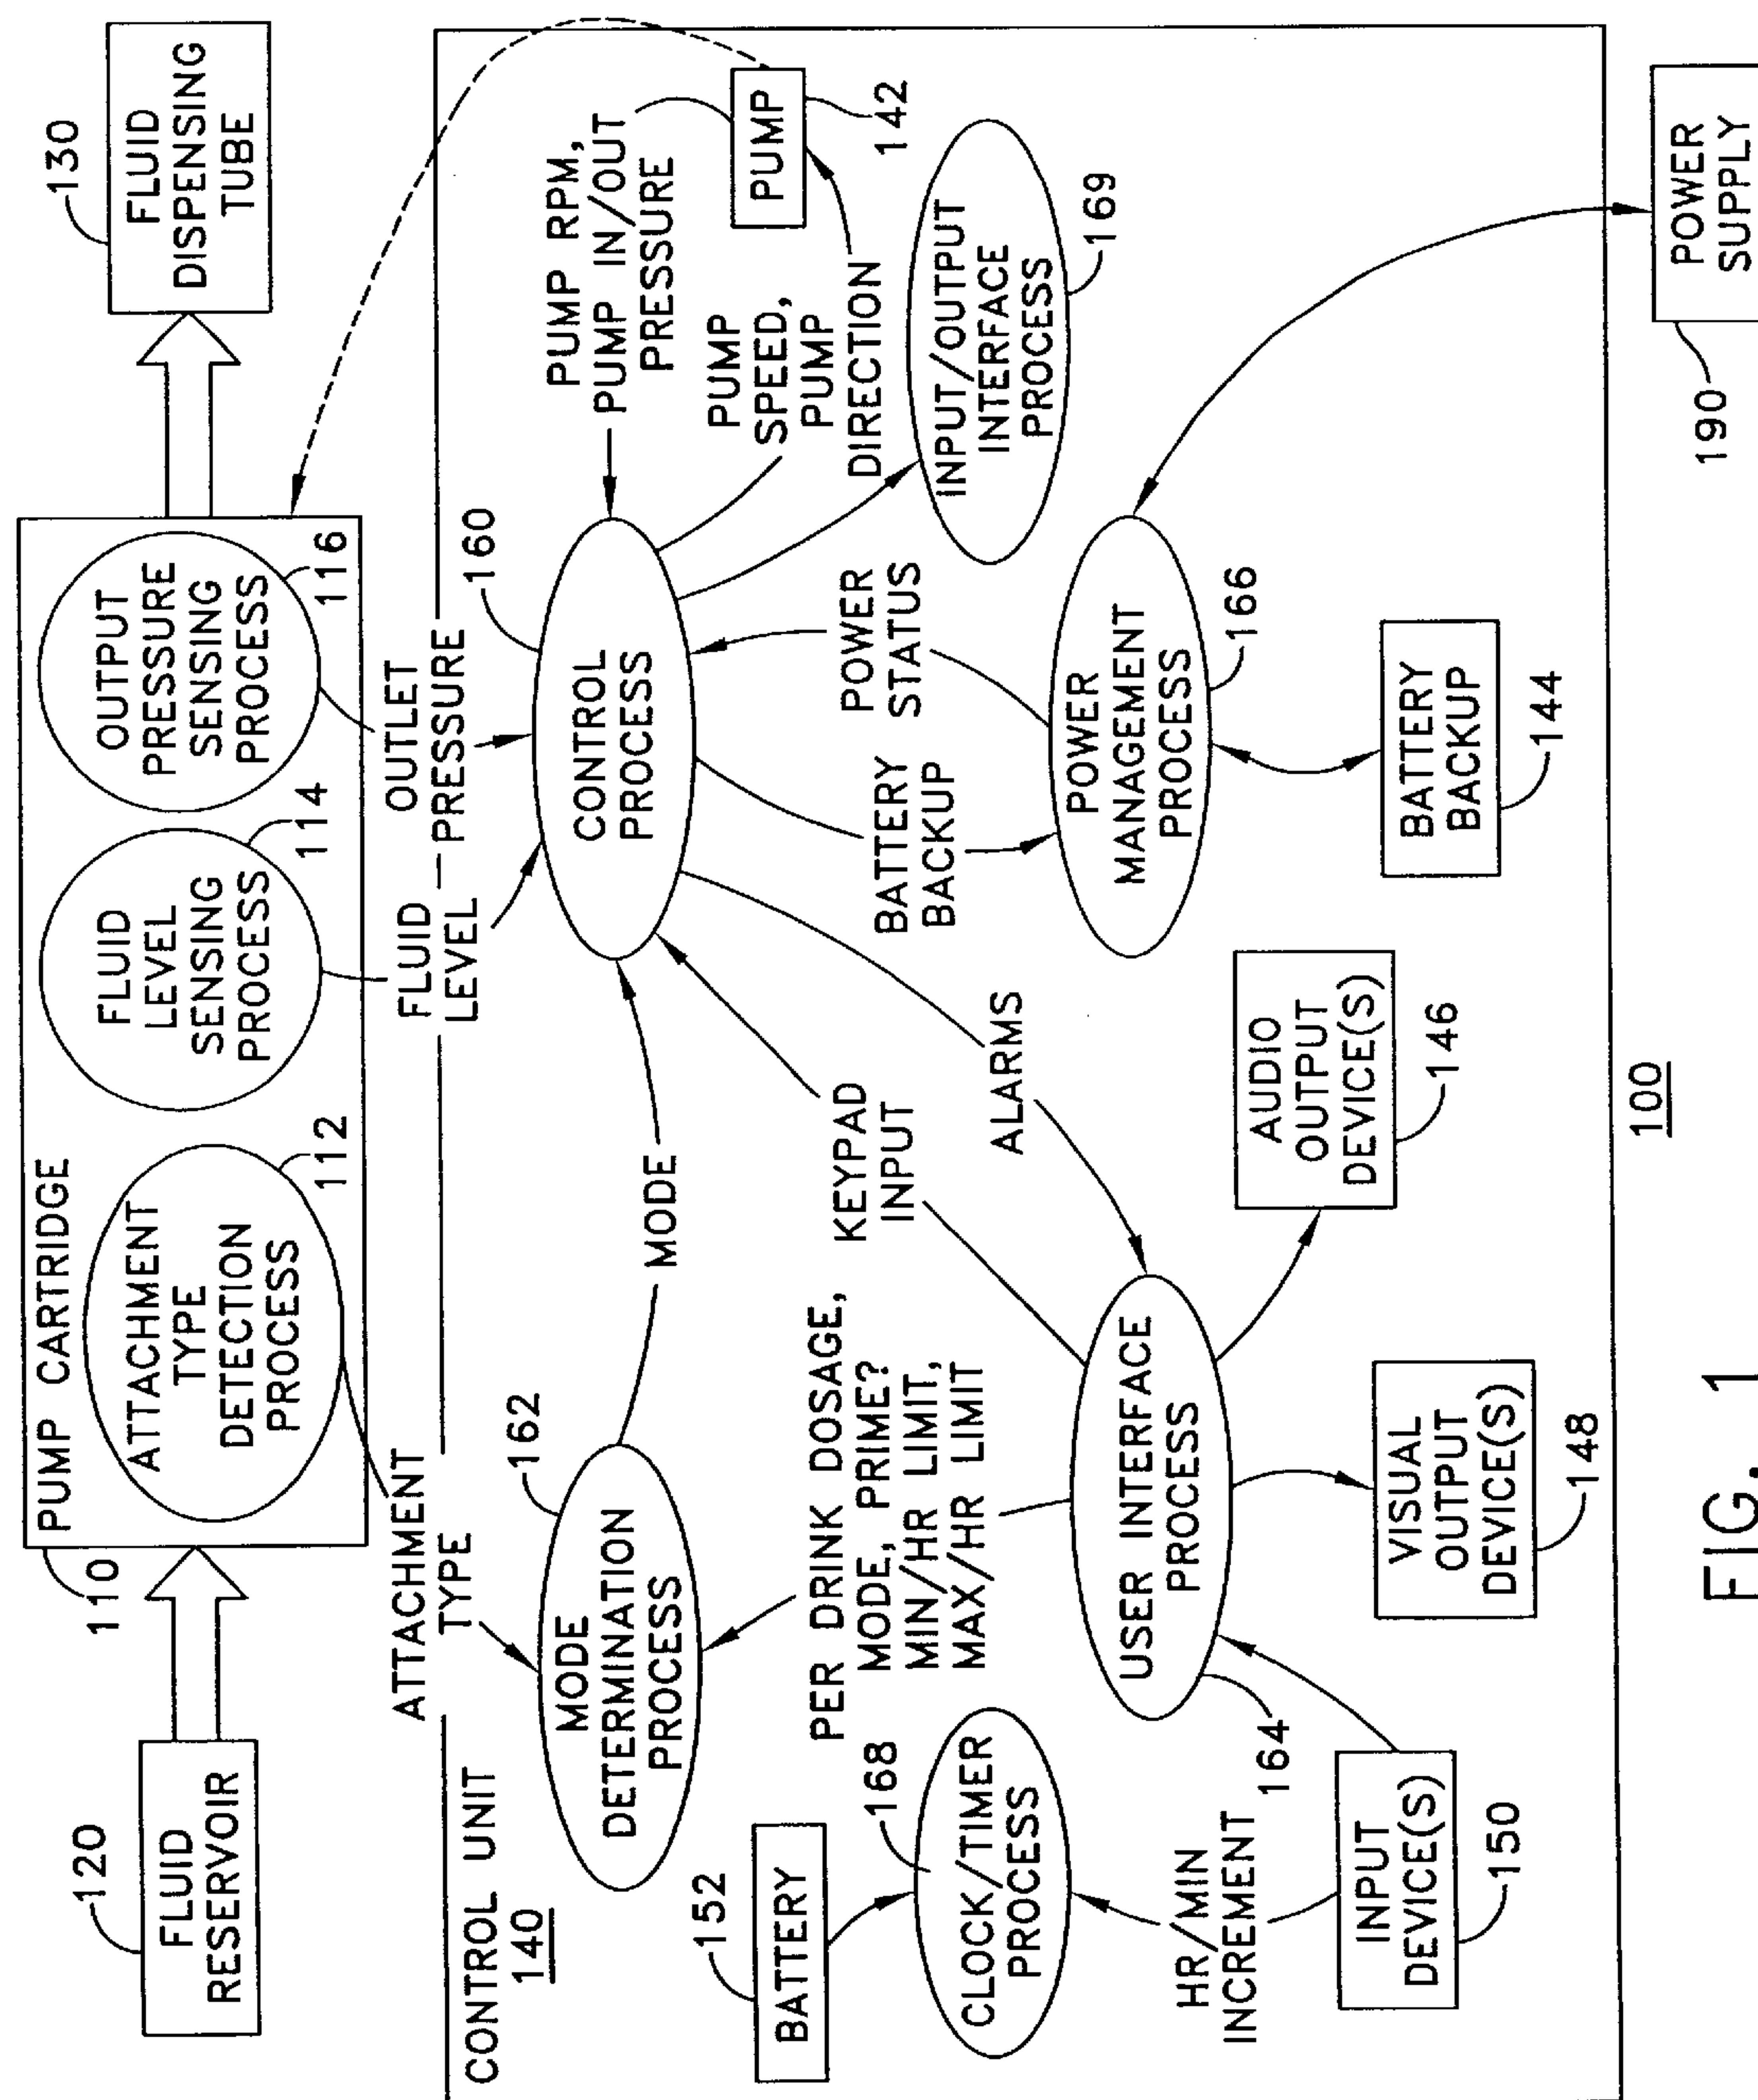 120
FLUID
RESERVOIR
110
PUMP CARTRIDGE
ATTACHMENT
TYPE
DETECTION
PROCESS
112
FLUID
LEVEL
SENSING
PROCESS
114
OUTPUT
PRESSURE
SENSING
PROCESS
116
130
FLUID
DISPENSING
TUBE
CONTROL UNIT
140
ATTACHMENT
TYPE
FLUID
LEVEL
OUTLET
PRESSURE
MODE
DETERMINATION
PROCESS
162
MODE
CONTROL
PROCESS
160
PUMP RPM,
PUMP IN/OUT
PRESSURE
PUMP
SPEED,
PUMP
DIRECTION
PUMP
142
152
BATTERY
168
CLOCK/TIMER
PROCESS
PER DRINK DOSAGE,
MODE, PRIME?
MIN/HR LIMIT,
MAX/HR LIMIT
KEYPAD
INPUT
ALARMS
BATTERY
BACKUP
POWER
STATUS
INPUT/OUTPUT
INTERFACE
PROCESS
169
USER INTERFACE
PROCESS
164
POWER
MANAGEMENT
PROCESS
166
HR/MIN
INCREMENT
INPUT
DEVICE(S)
150
VISUAL
OUTPUT
DEVICE(S)
148
AUDIO
OUTPUT
DEVICE(S)
146
BATTERY
BACKUP
144
100
190
POWER
SUPPLY
FIG. 1